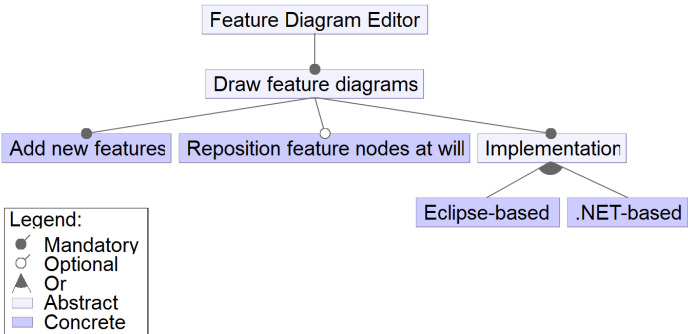 Feature Diagram Editor
Draw feature diagrams
Add new features
Reposition feature nodes at will
Implementation
Eclipse-based
.NET-based
Legend:
Mandatory
Optional
Or
Abstract
Concrete